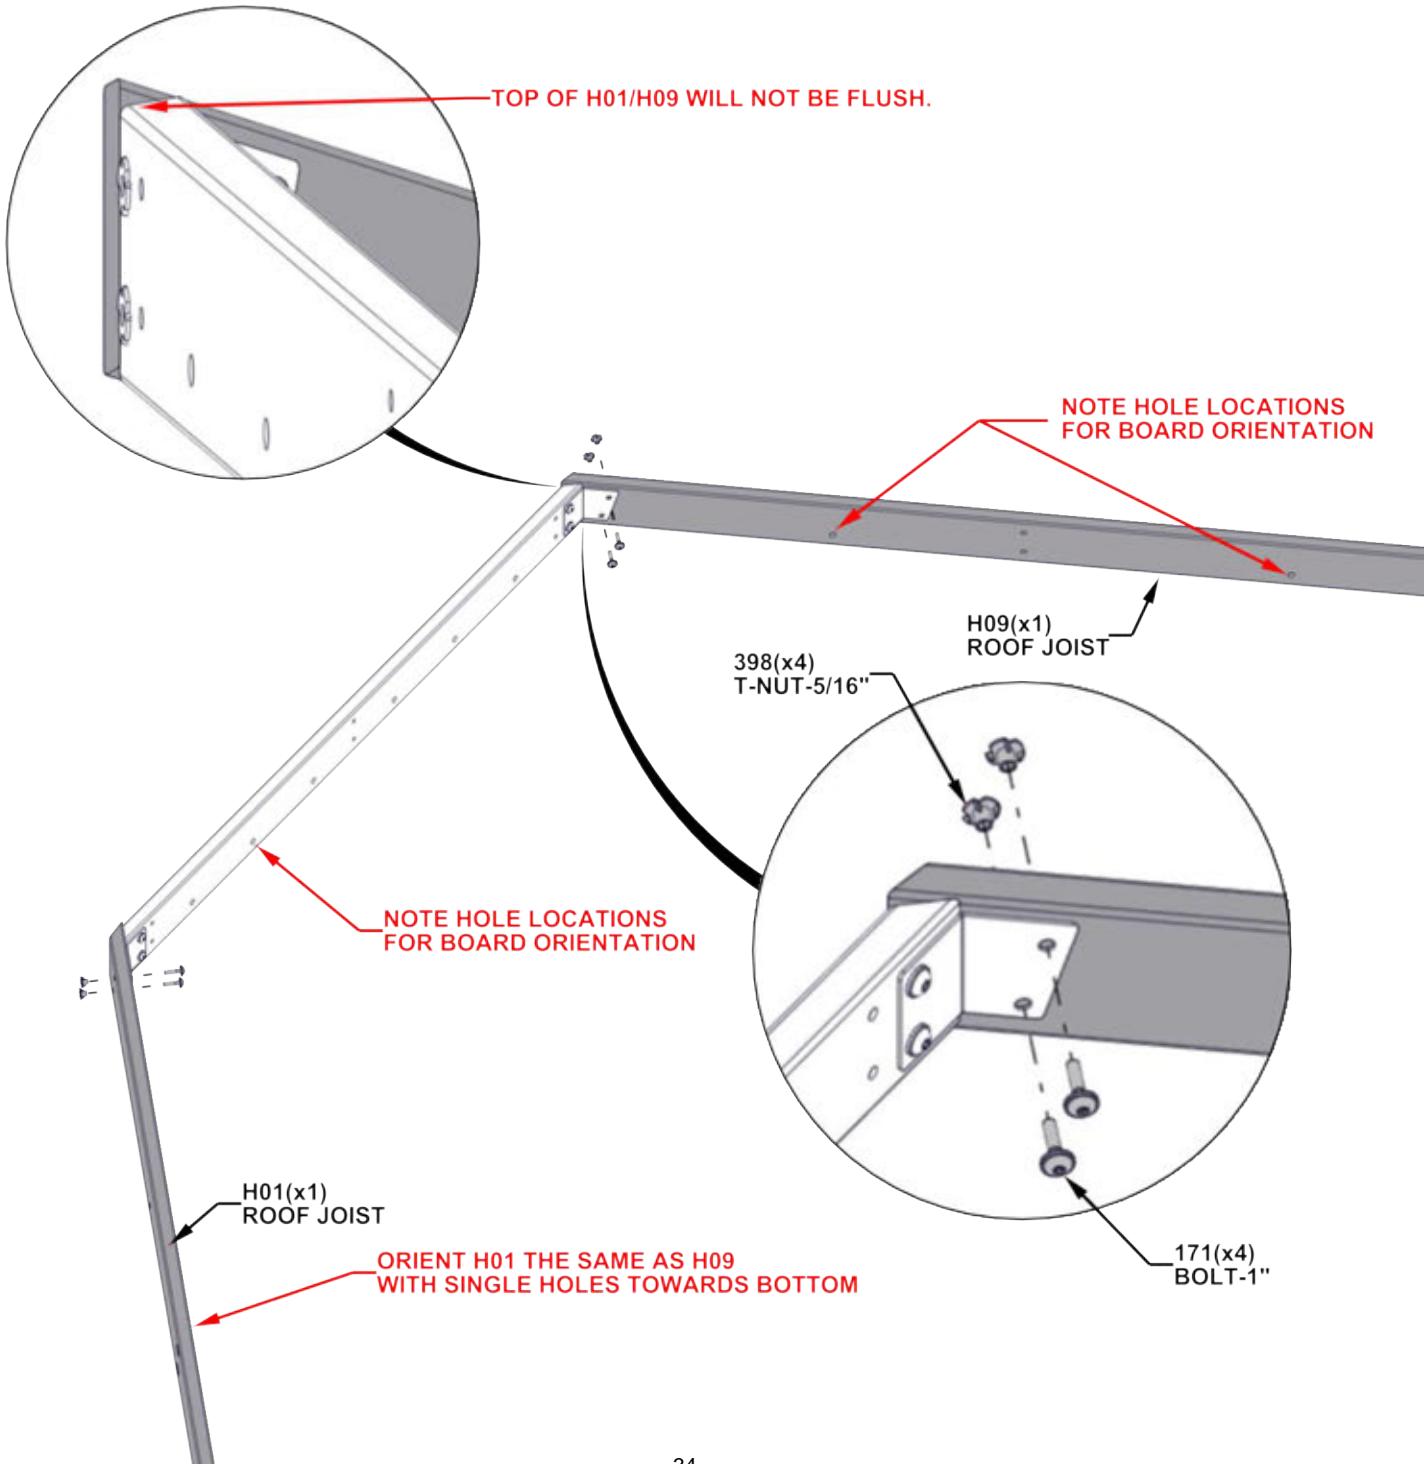 TOP OF H01/H09 WILL NOT BE FLUSH.
NOTE HOLE LOCATIONS
FOR BOARD ORIENTATION
H09(x1)
ROOF JOIST
398(x4)
T-NUT-5/16"
NOTE HOLE LOCATIONS
FOR BOARD ORIENTATION
H01(x1)
ROOF JOIST
ORIENT H01 THE SAME AS H09
WITH SINGLE HOLES TOWARDS BOTTOM
171(x4)
BOLT-1"